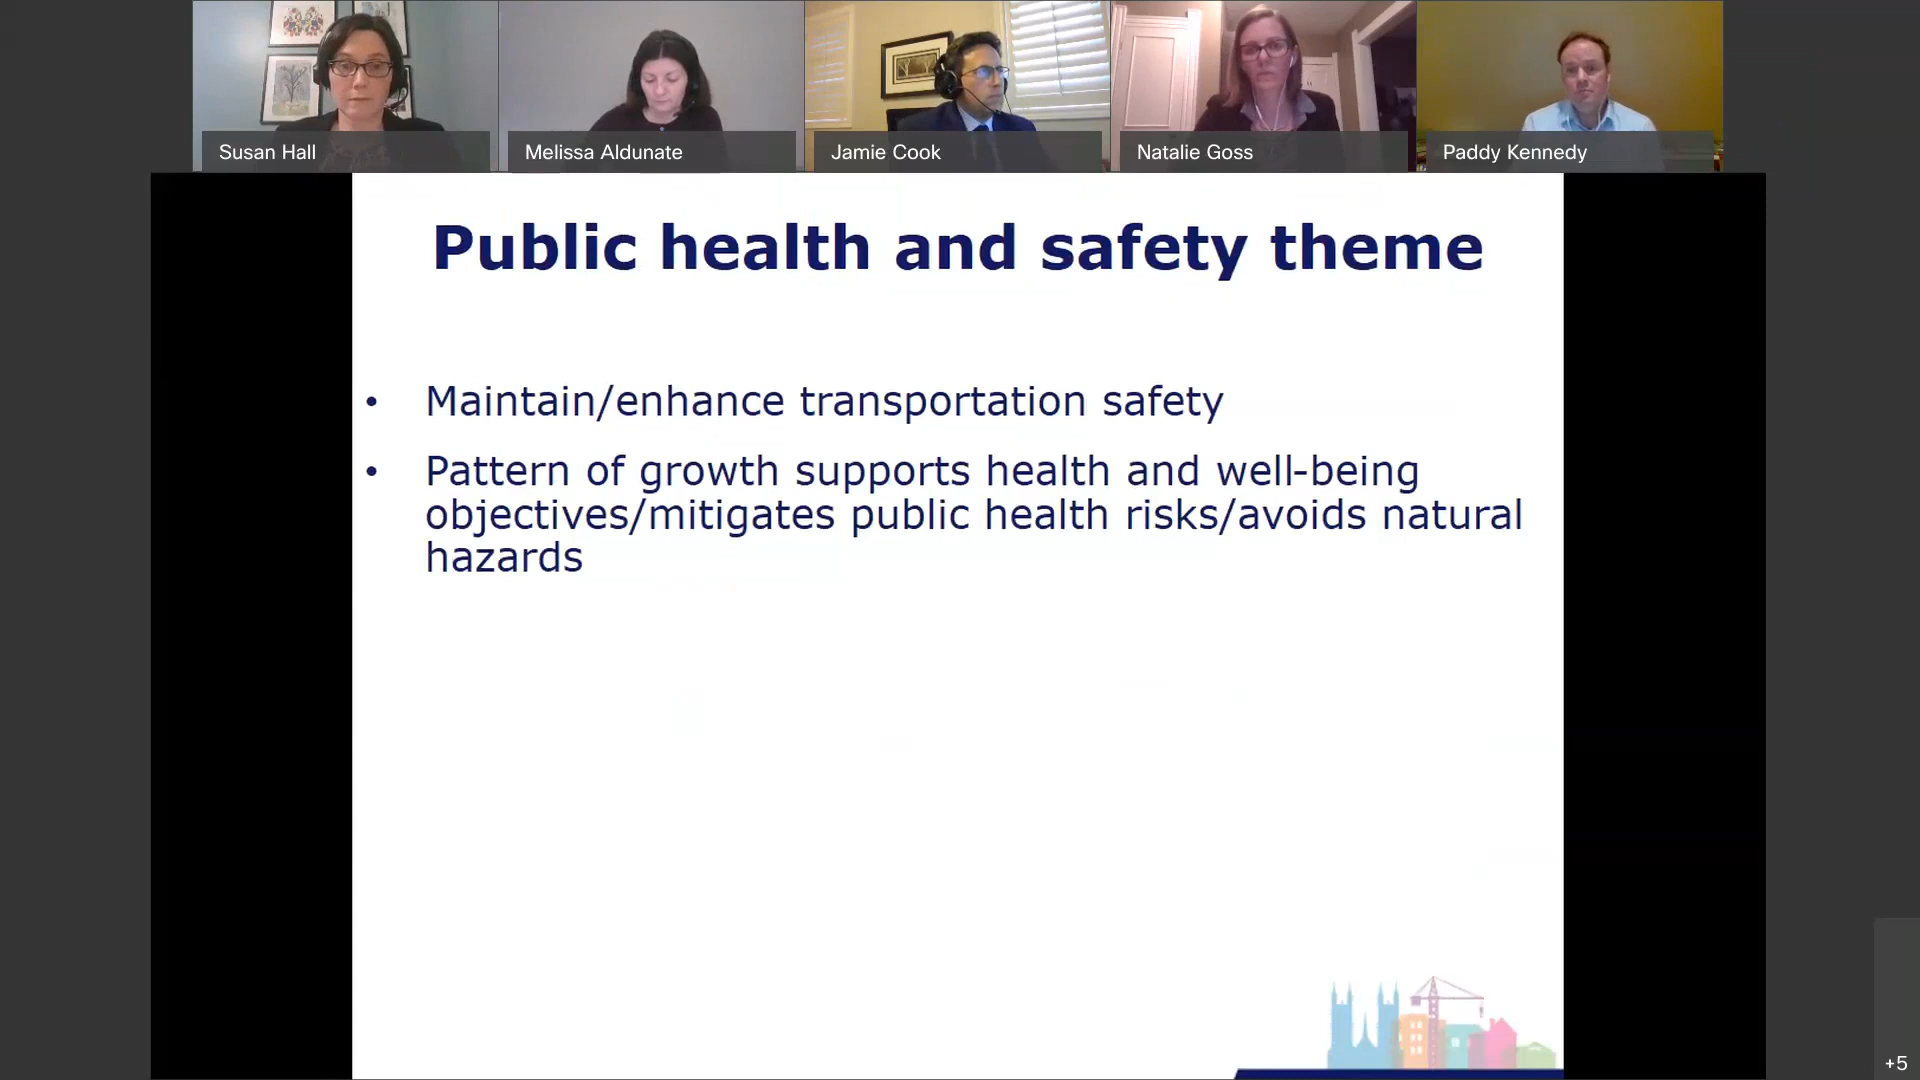 Susan Hall
Melissa Aldunate
Jamie Cook
Natalie Goss
Paddy Kennedy
Public health and safety theme
• Maintain/enhance transportation safety
• Pattern of growth supports health and well-being
objectives/mitigates public health risks/avoids natural
hazards
+5